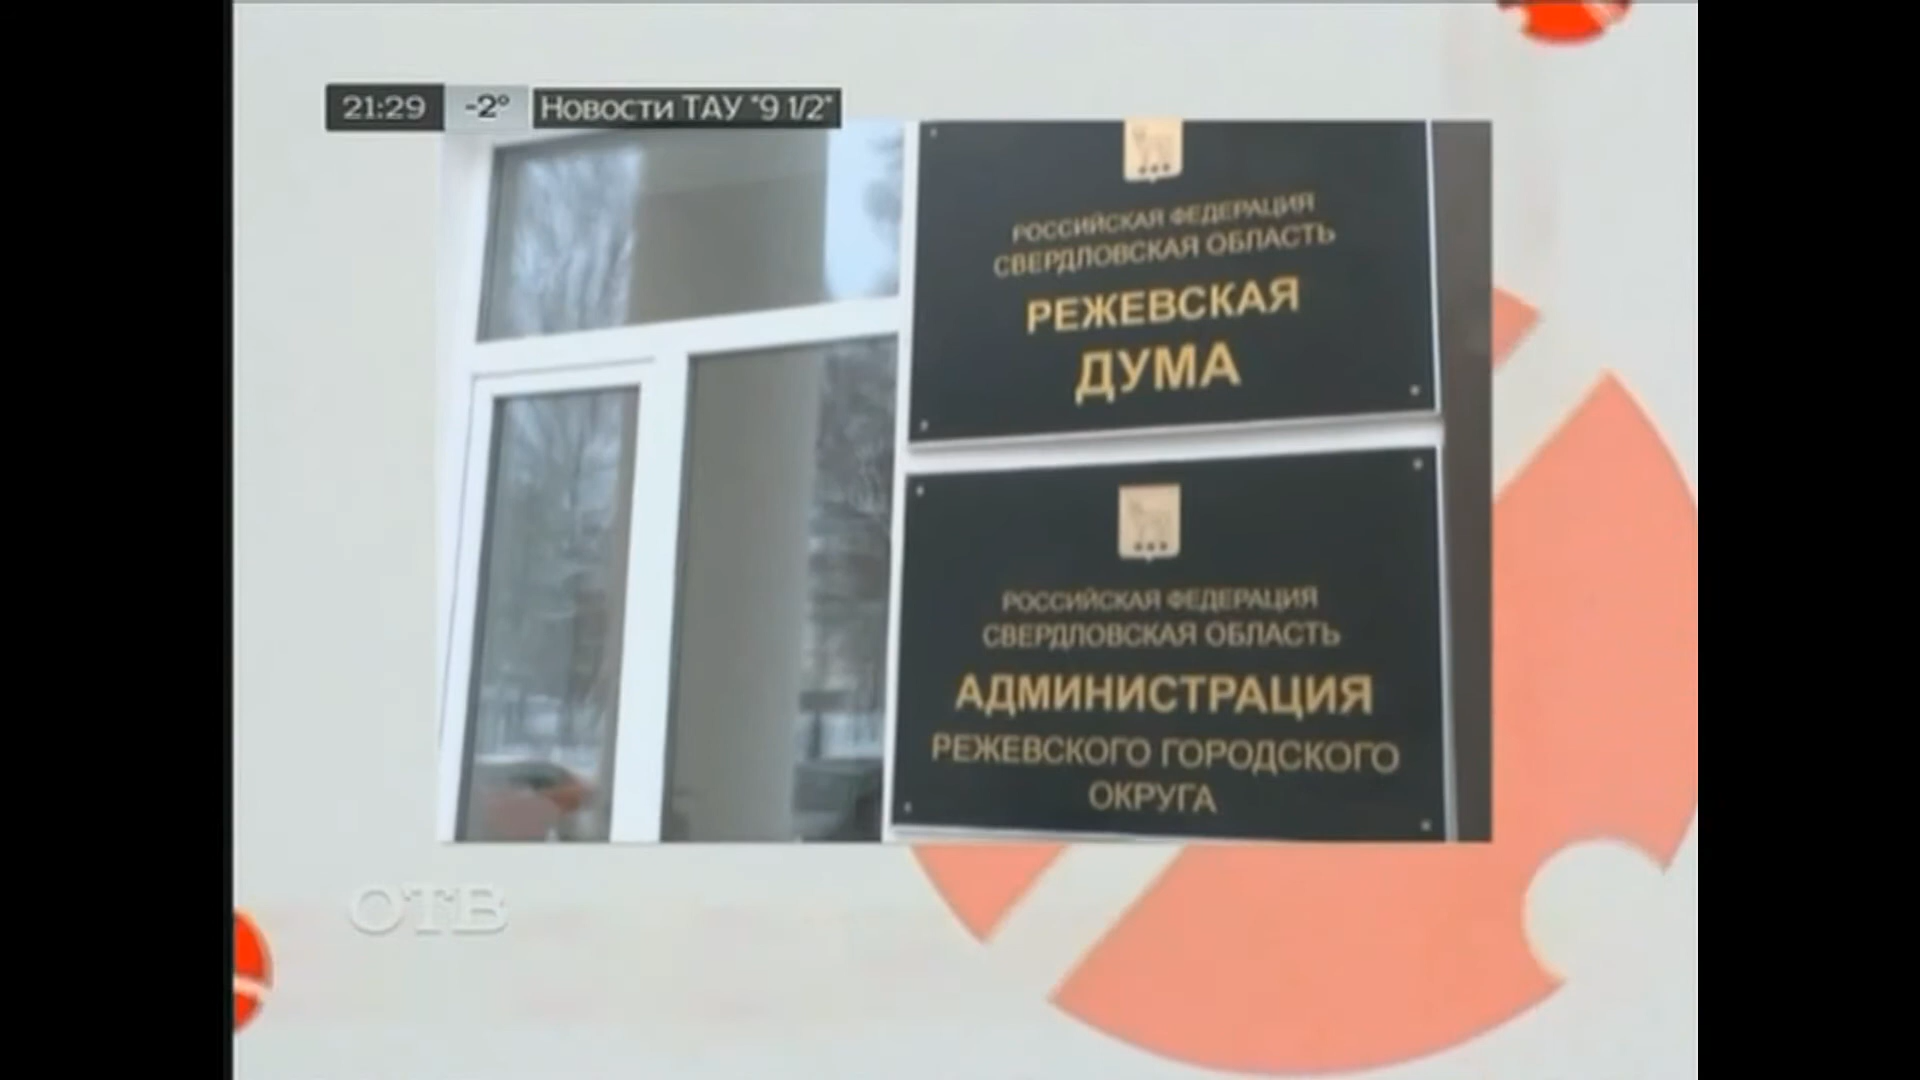 21:29 -2° Новости ТАУ "9 1/2"
РОССИЙСКАЯ ФЕДЕРАЦИЯ
СВЕРДЛОВСКАЯ ОБЛАСТЬ
РЕЖЕВСКАЯ
ДУМА
РОССИЙСКАЯ ФЕДЕРАЦИЯ
СВЕРДЛОВСКАЯ ОБЛАСТЬ
АДМИНИСТРАЦИЯ
РЕЖЕВСКОГО ГОРОДСКОГО
ОКРУГА
ОТВ